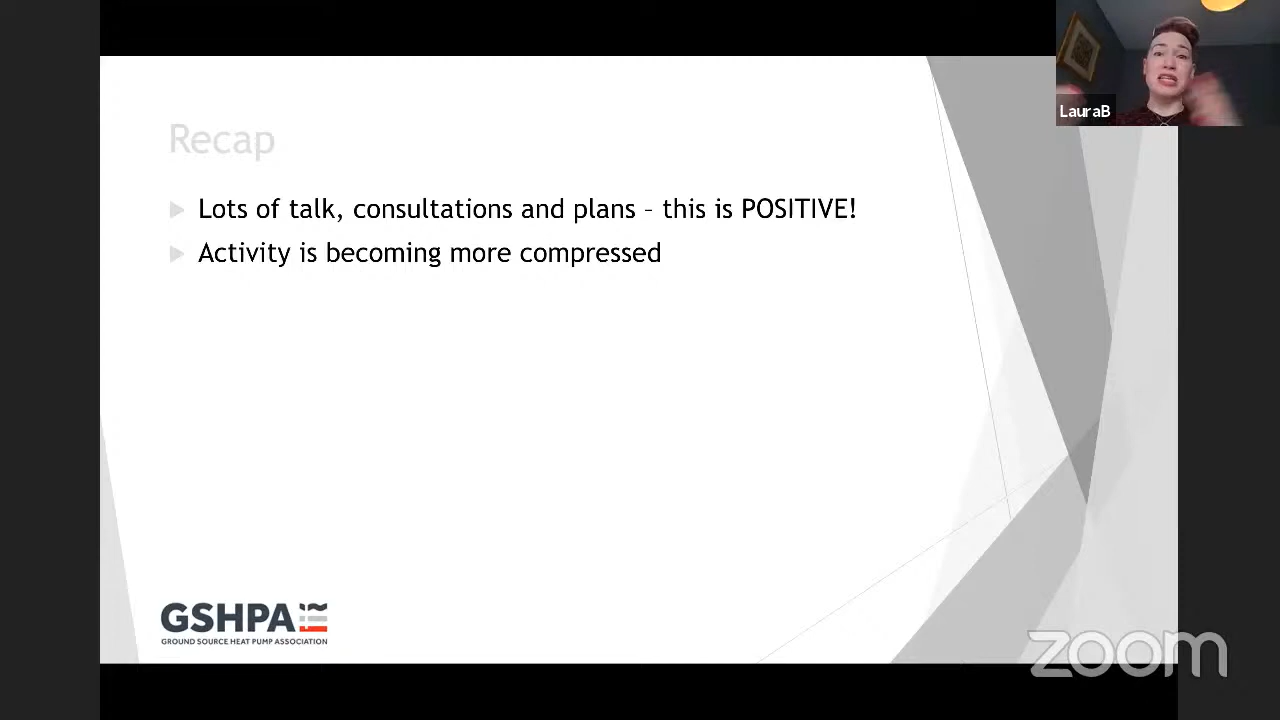 LauraB
Recap
Lots of talk, consultations and plans – this is POSITIVE!
Activity is becoming more compressed
GSHPA
GROUND SOURCE HEAT PUMP ASSOCIATION
zoom